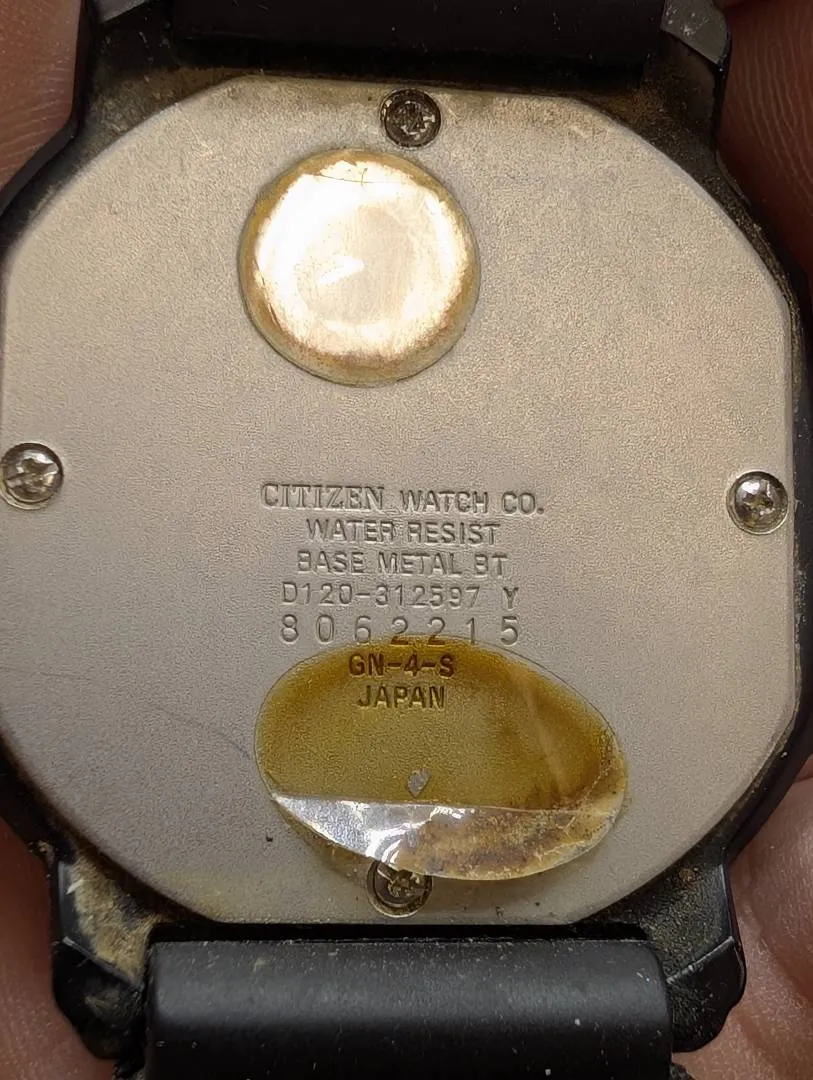 CITIZEN WATCH CO.
WATER RESIST
BASE METAL BT
D120-312597 Y
8062215
GN-4-S
JAPAN